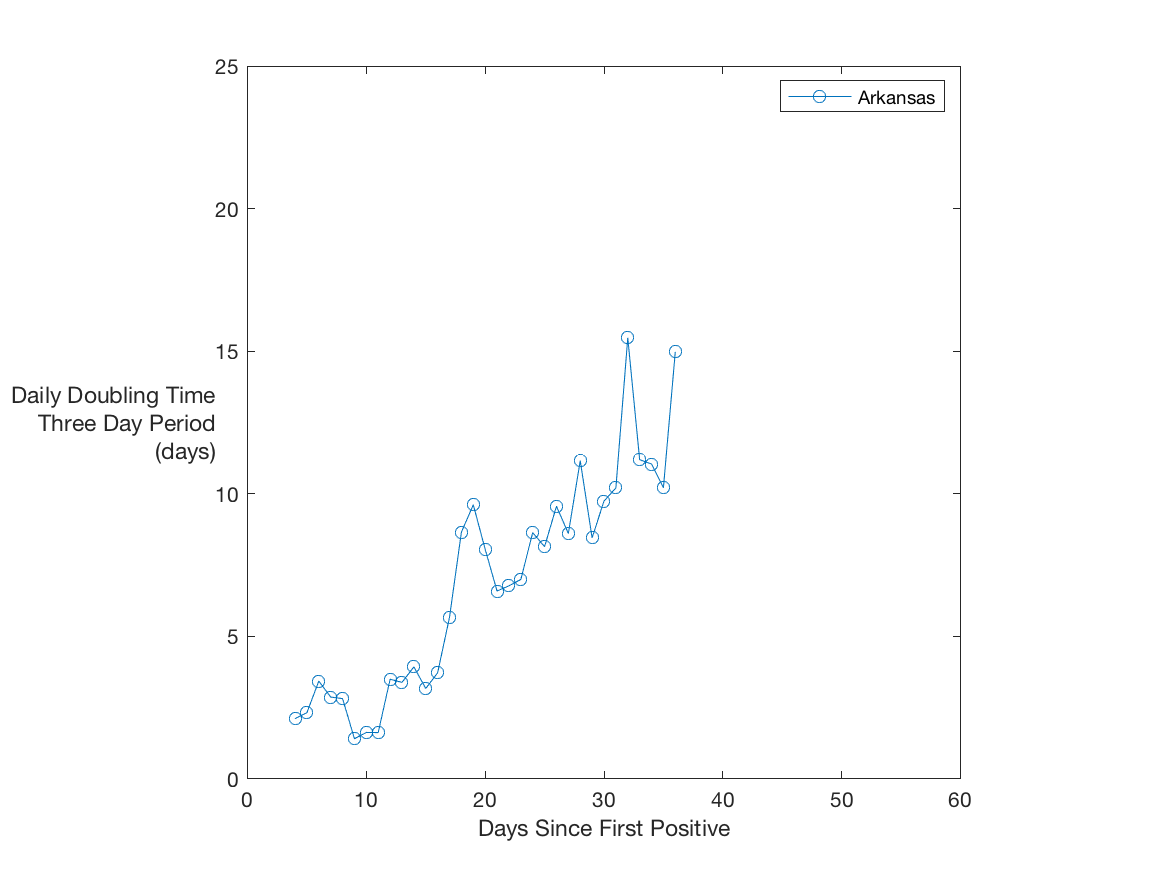 25
Arkansas
20
15
Daily Doubling Time
Three Day Period
(days)
10
5
0
0 10 20 30 40 50 60
Days Since First Positive